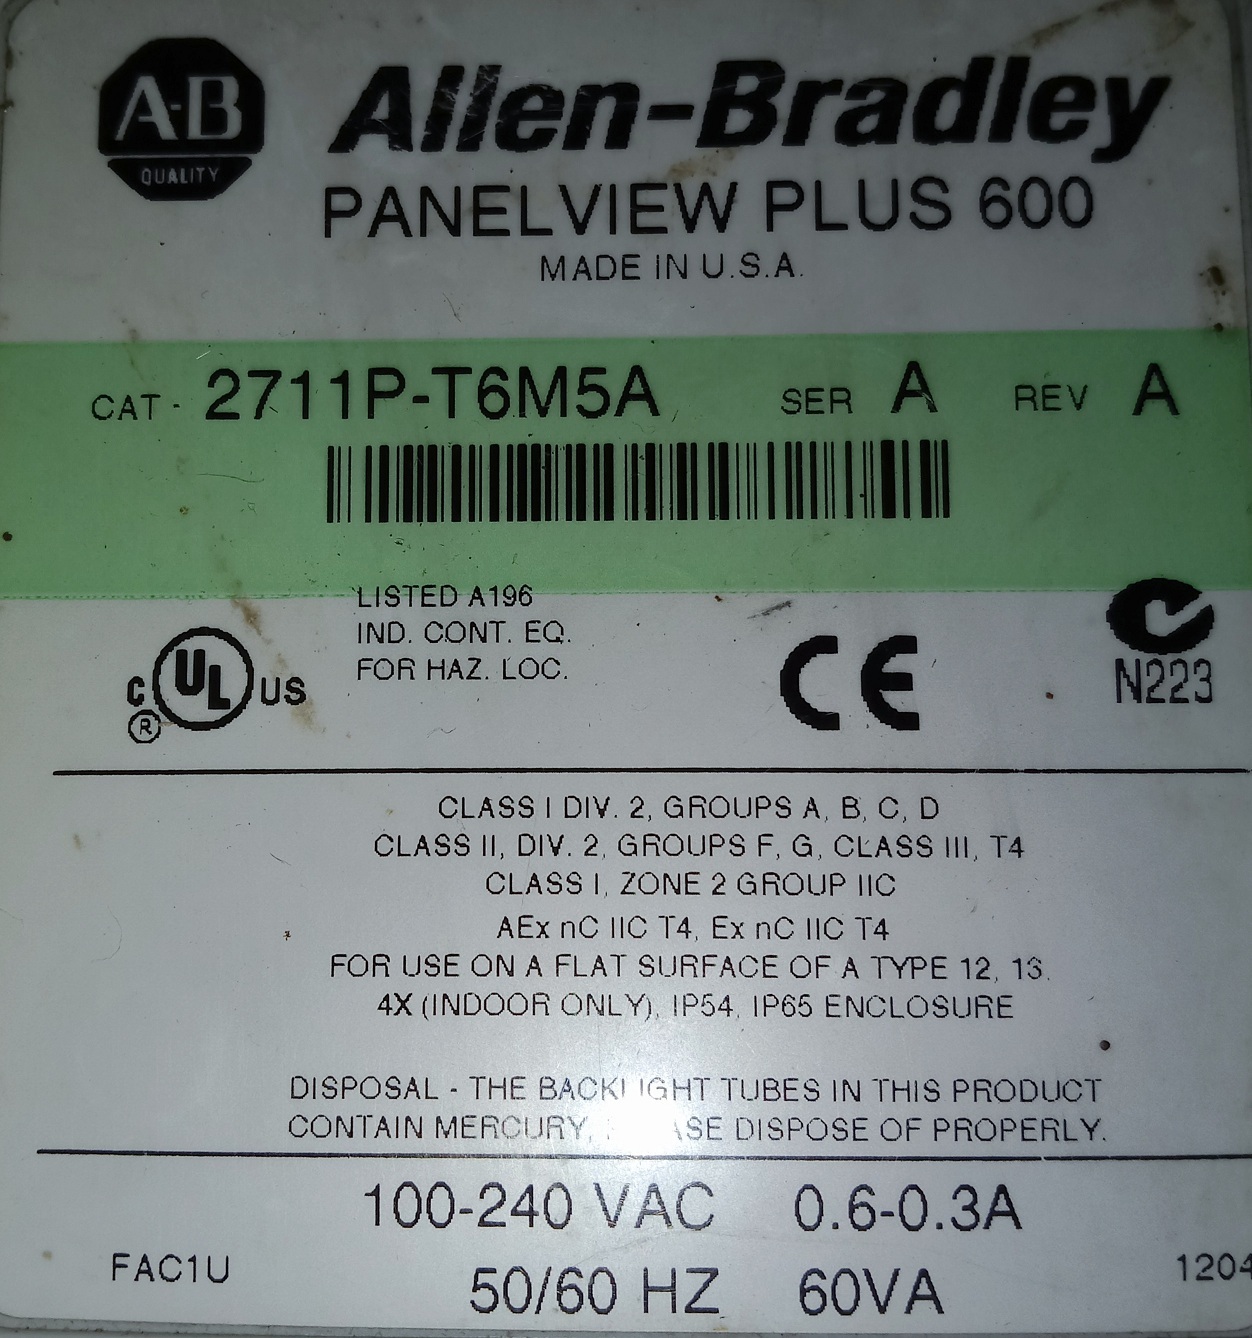 A-B
QUALITY
Allen-Bradley
PANELVIEW PLUS 600
MADE IN U.S.A.
CAT - 2711P-T6M5A SER A REV A
LISTED A196
IND. CONT. EQ.
FOR HAZ. LOC.
C UL US
®
CE
N223
CLASS I DIV. 2, GROUPS A, B, C, D
CLASS II, DIV. 2, GROUPS F, G, CLASS III, T4
CLASS I, ZONE 2 GROUP IIC
AEx nC IIC T4, Ex nC IIC T4
FOR USE ON A FLAT SURFACE OF A TYPE 12, 13,
4X (INDOOR ONLY), IP54, IP65 ENCLOSURE
DISPOSAL - THE BACKLIGHT TUBES IN THIS PRODUCT
CONTAIN MERCURY, DISPOSE OF PROPERLY.
100-240 VAC 0.6-0.3A
FAC1U 1204
50/60 HZ 60VA